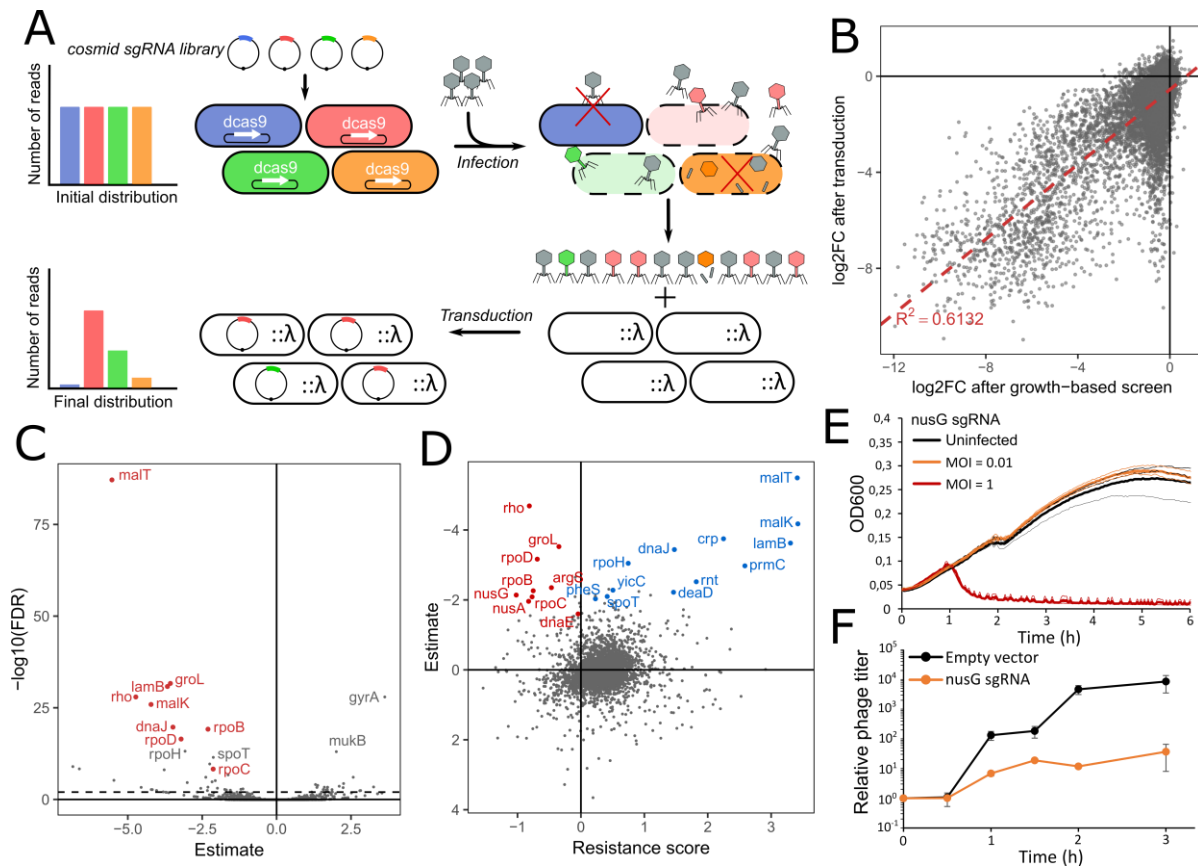 A
cosmid sgRNA library
Number of reads
Initial distribution
dcas9
dcas9
dcas9
dcas9
Infection
Number of reads
Final distribution
Transduction
::λ
::λ
::λ
::λ
::λ
::λ
::λ
::λ
+
B
log2FC after transduction
0
-4
-8
R² = 0.6132
-12
-8
-4
0
log2FC after growth-based screen
C
−log10(FDR)
75
50
25
0
malT
lamB
groL
rho
malK
gyrA
dnaJ
rpoB
rpoD
mukB
rpoH
spoT
rpoC
-5.0
-2.5
0.0
2.5
Estimate
D
Estimate
-4
-2
0
2
4
malT
rho
malK
groL
dnaJ
crp
lamB
rpoD
rpoH
prmC
rpoB
argS
yicC
rnt
nusG
pheS
deaD
nusA
rpoC
spoT
dnaE
-1
0
1
2
3
Resistance score
E
nusG sgRNA
Uninfected
MOI = 0.01
MOI = 1
OD600
0,4
0,35
0,3
0,25
0,2
0,15
0,1
0,05
0
0
1
2
3
4
5
6
Time (h)
F
Empty vector
nusG sgRNA
Relative phage titer
10⁵
10⁴
10³
10²
10¹
10⁰
10⁻¹
0
1
2
3
Time (h)